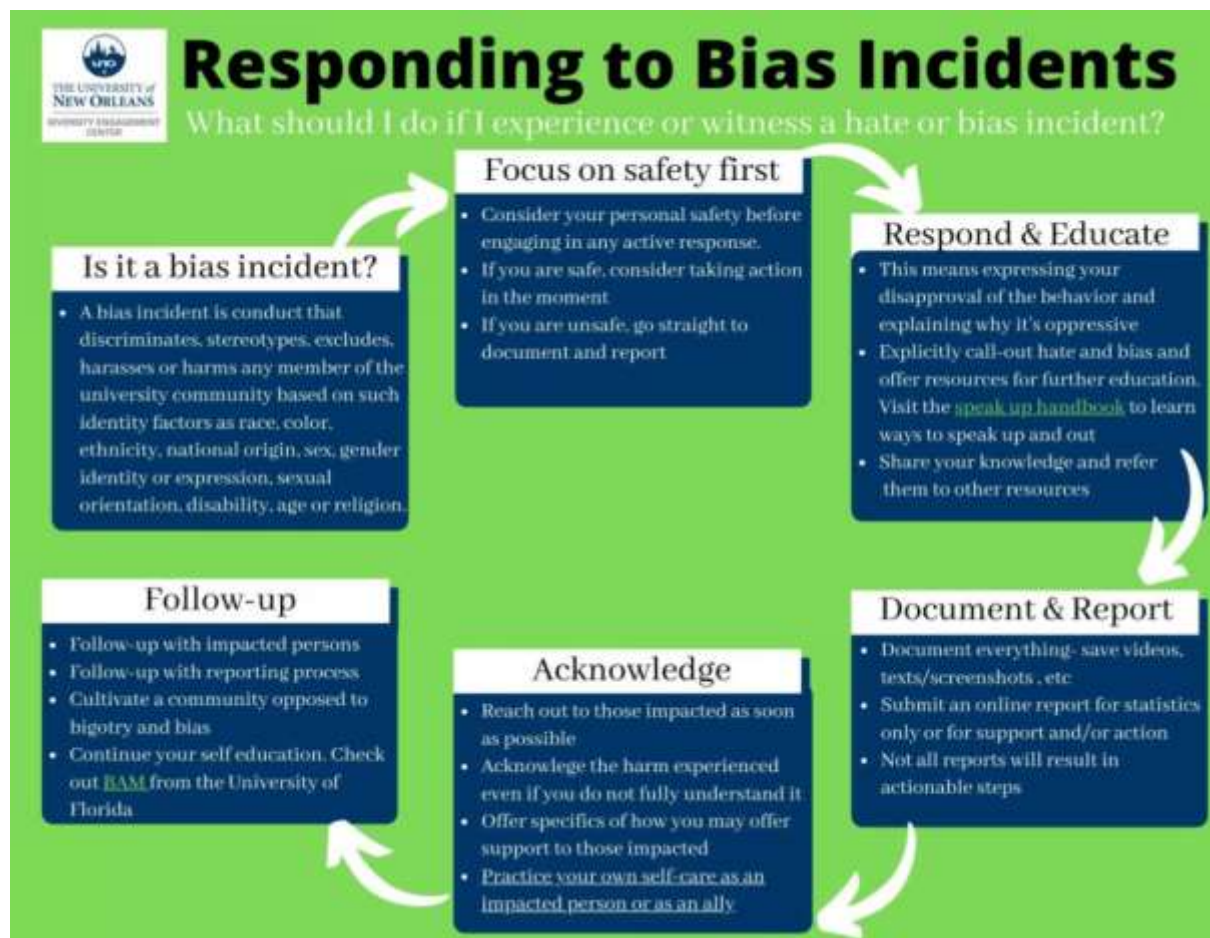 UNO
THE UNIVERSITY of
NEW ORLEANS
DIVERSITY ENGAGEMENT
CENTER
Responding to Bias Incidents
What should I do if I experience or witness a hate or bias incident?
Is it a bias incident?
• A bias incident is conduct that
discriminates, stereotypes, excludes,
harasses or harms any member of the
university community based on such
identity factors as race, color,
ethnicity, national origin, sex, gender
identity or expression, sexual
orientation, disability, age or religion.
Focus on safety first
• Consider your personal safety before
engaging in any active response.
• If you are safe, consider taking action
in the moment
• If you are unsafe, go straight to
document and report
Respond & Educate
• This means expressing your
disapproval of the behavior and
explaining why it's oppressive
• Explicitly call-out hate and bias and
offer resources for further education.
Visit the speak up handbook to learn
ways to speak up and out
• Share your knowledge and refer
them to other resources
Document & Report
• Document everything- save videos,
texts/screenshots , etc
• Submit an online report for statistics
only or for support and/or action
• Not all reports will result in
actionable steps
Acknowledge
• Reach out to those impacted as soon
as possible
• Acknowlege the harm experienced
even if you do not fully understand it
• Offer specifics of how you may offer
support to those impacted
• Practice your own self-care as an
impacted person or as an ally
Follow-up
• Follow-up with impacted persons
• Follow-up with reporting process
• Cultivate a community opposed to
bigotry and bias
• Continue your self education. Check
out BAM from the University of
Florida